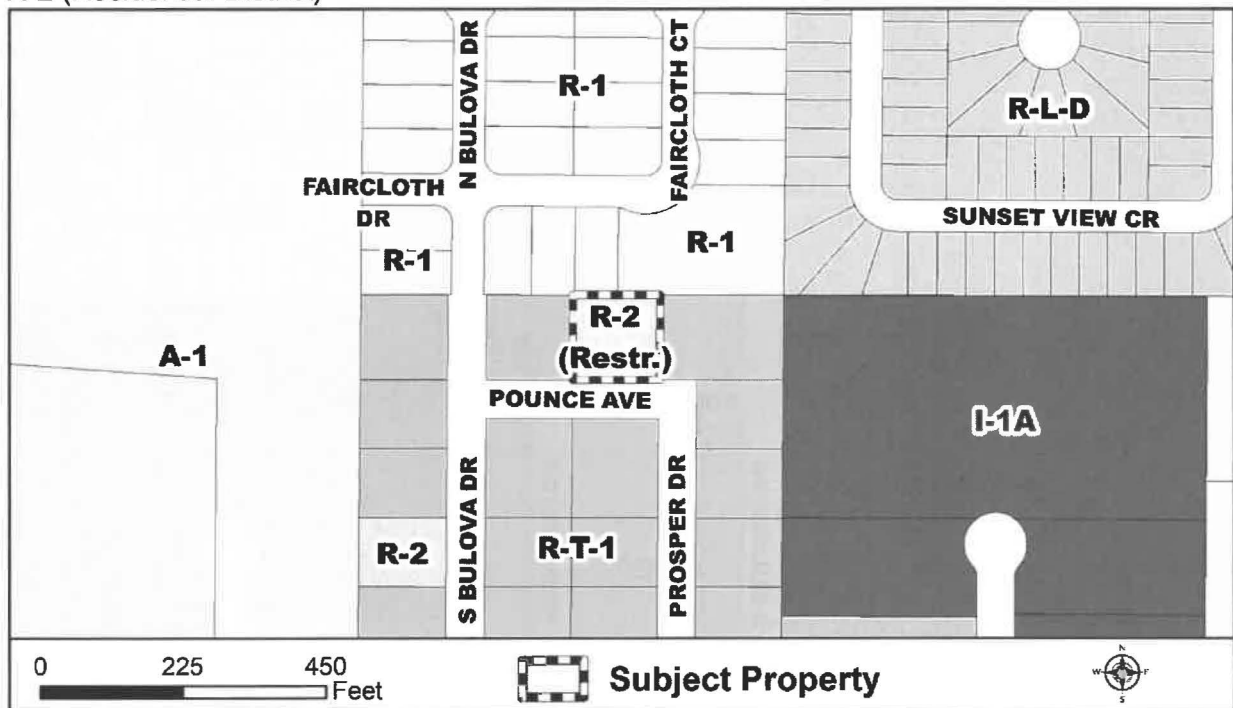 N BULOVA DR
R-1
FAIRCLOTH CT
R-L-D
FAIRCLOTH
DR
SUNSET VIEW CR
R-1
R-1
R-2
(Restr.)
A-1
POUNCE AVE
I-1A
S BULOVA DR
R-2
R-T-1
PROSPER DR
0 225 450
Feet
Subject Property
N
W E
S